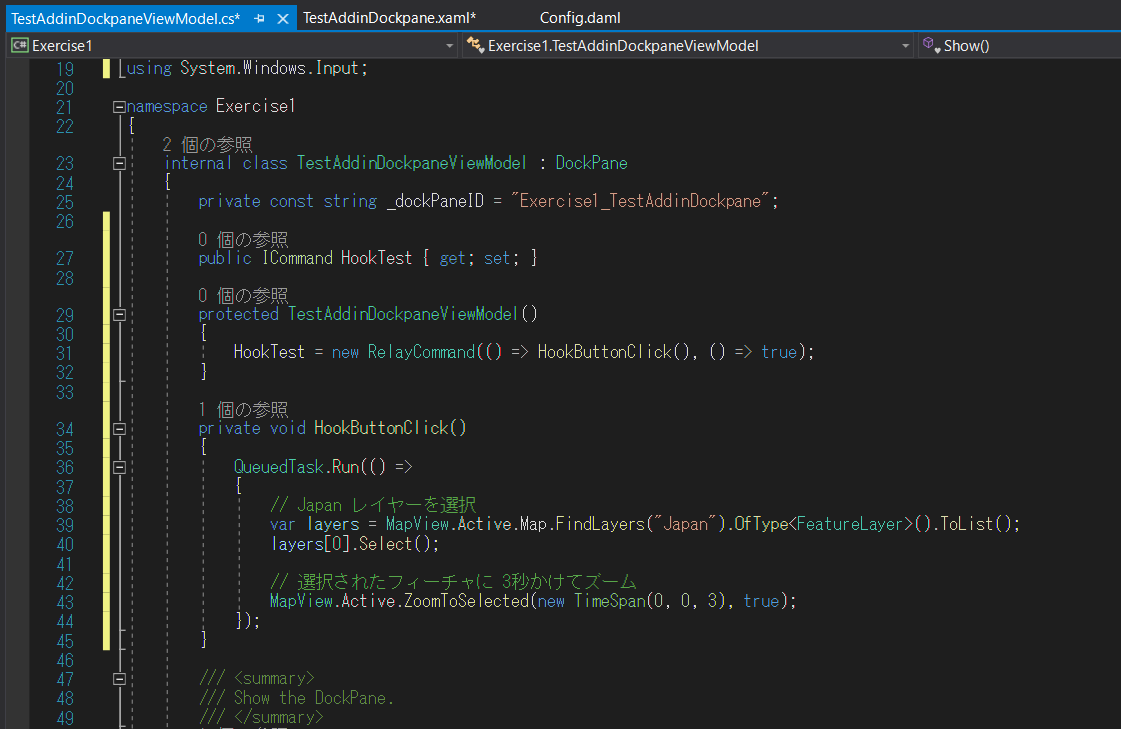 TestAddinDockpaneViewModel.cs* TestAddinDockpane.xaml* Config.daml
C# Exercise1 Exercise1.TestAddinDockpaneViewModel Show()
19 using System.Windows.Input;
20
21 namespace Exercise1
22 {
2 個の参照
23 internal class TestAddinDockpaneViewModel : DockPane
24 {
25 private const string _dockPaneID = "Exercise1_TestAddinDockpane";
26
0 個の参照
27 public ICommand HookTest { get; set; }
28
0 個の参照
29 protected TestAddinDockpaneViewModel()
30 {
31 HookTest = new RelayCommand(() => HookButtonClick(), () => true);
32 }
33
1 個の参照
34 private void HookButtonClick()
35 {
36 QueuedTask.Run(() =>
37 {
38 // Japan レイヤーを選択
39 var layers = MapView.Active.Map.FindLayers("Japan").OfType<FeatureLayer>().ToList();
40 layers[0].Select();
41
42 // 選択されたフィーチャに 3秒かけてズーム
43 MapView.Active.ZoomToSelected(new TimeSpan(0, 0, 3), true);
44 });
45 }
46
47 /// <summary>
48 /// Show the DockPane.
49 /// </summary>